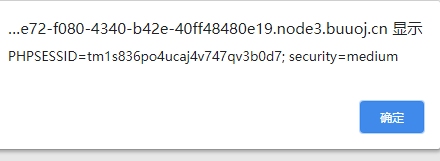 ...e72-f080-4340-b42e-40ff48480e19.node3.buuoj.cn 显示
PHPSESSID=tm1s836po4ucaj4v747qv3b0d7; security=medium
确定